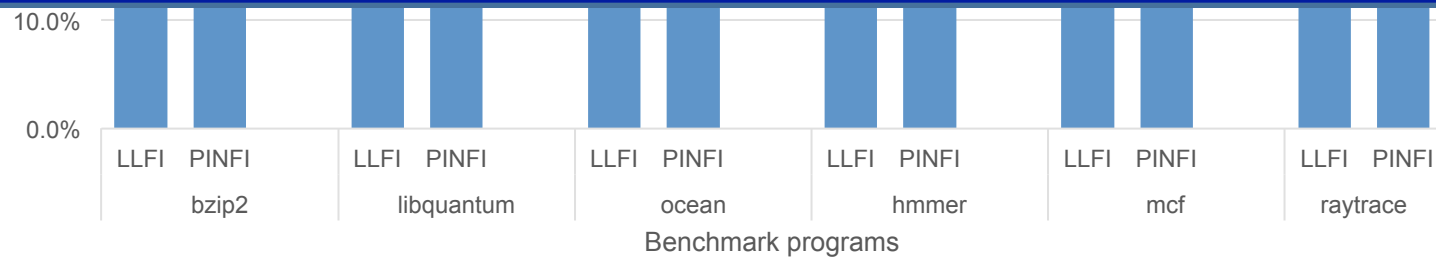 10.0%
0.0%
LLFI PINFI LLFI PINFI LLFI PINFI LLFI PINFI LLFI PINFI LLFI PINFI
bzip2 libquantum ocean hmmer mcf raytrace
Benchmark programs